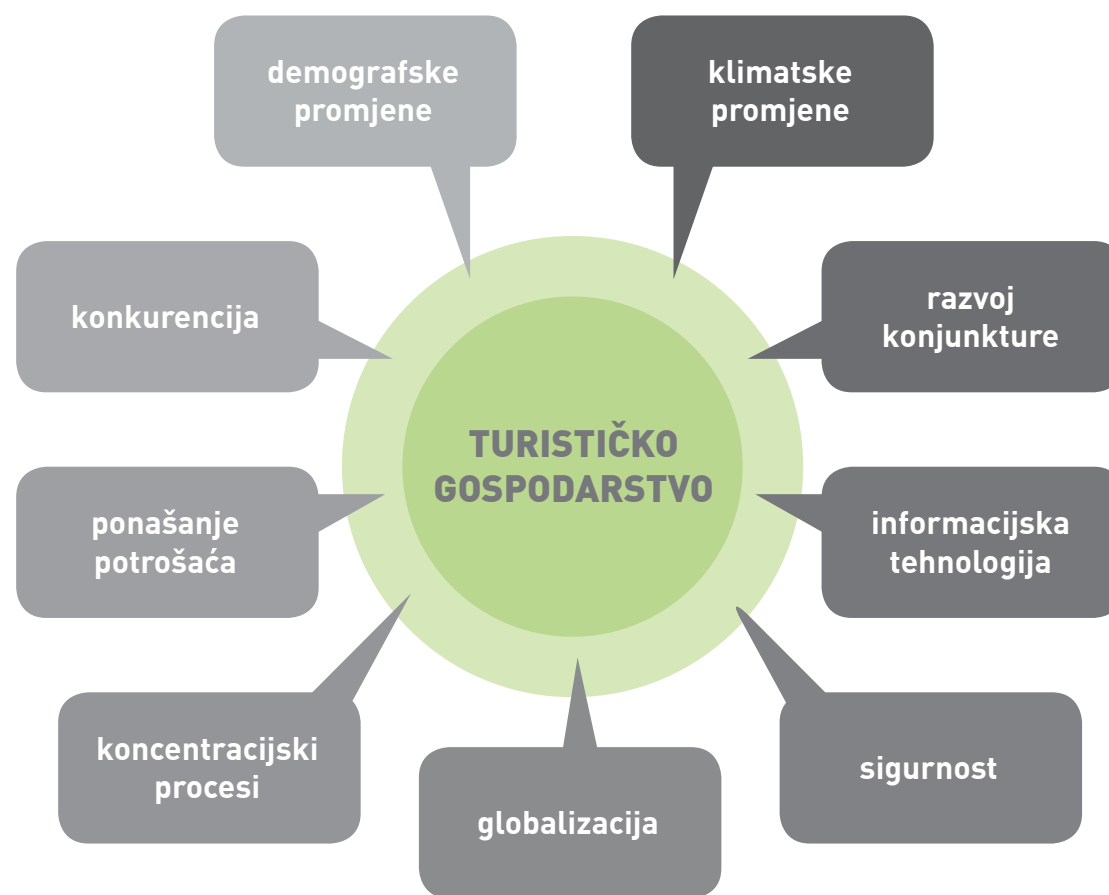 demografske
promjene
klimatske
promjene
konkurencija
razvoj
konjunkture
TURISTIČKO
GOSPODARSTVO
ponašanje
potrošaća
informacijska
tehnologija
koncentracijski
procesi
globalizacija
sigurnost